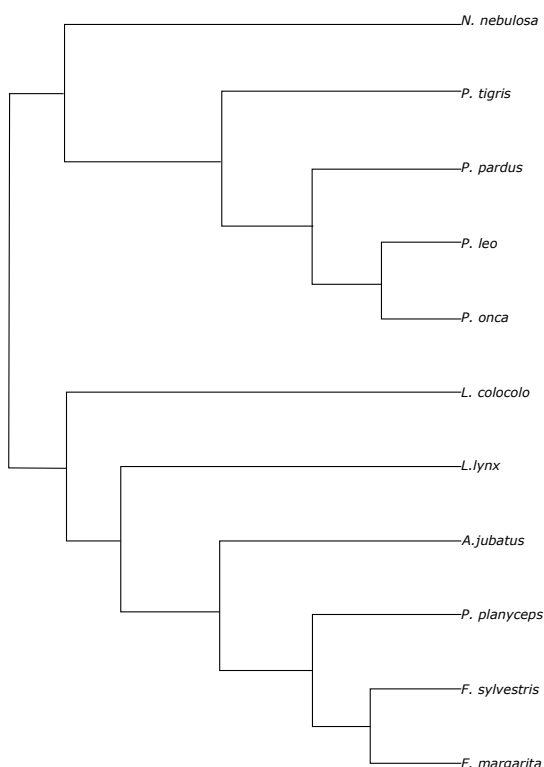 N. nebulosa
P. tigris
P. pardus
P. leo
P. onca
L. colocolo
L.lynx
A.jubatus
P. planyceps
F. sylvestris
F. margarita